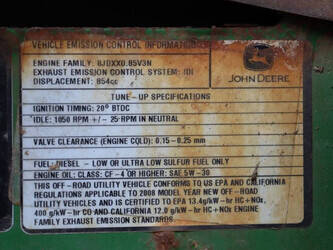 VEHICLE EMISSION CONTROL INFORMATION
ENGINE FAMILY: 8JDXX0.85V3N
EXHAUST EMISSION CONTROL SYSTEM: IDI
DISPLACEMENT: 854cc
JOHN DEERE
TUNE-UP SPECIFICATIONS
IGNITION TIMING: 20° BTDC
IDLE: 1050 RPM +/- 25 RPM IN NEUTRAL
VALVE CLEARANCE (ENGINE COLD): 0.15-0.25 mm
FUEL: DIESEL - LOW OR ULTRA LOW SULFUR FUEL ONLY
ENGINE OIL: CLASS: CF-4 OR HIGHER; SAE 5W-30
THIS OFF-ROAD UTILITY VEHICLE CONFORMS TO US EPA AND CALIFORNIA
REGULATIONS APPLICABLE TO 2008 MODEL YEAR NEW OFF-ROAD
UTILITY VEHICLES AND IS CERTIFIED TO EPA 13.4g/kW-hr HC+NOx,
400 g/kW-hr CO AND CALIFORNIA 12.0 g/kW-hr HC+NOx ENGINE
FAMILY EXHAUST EMISSION STANDARDS.